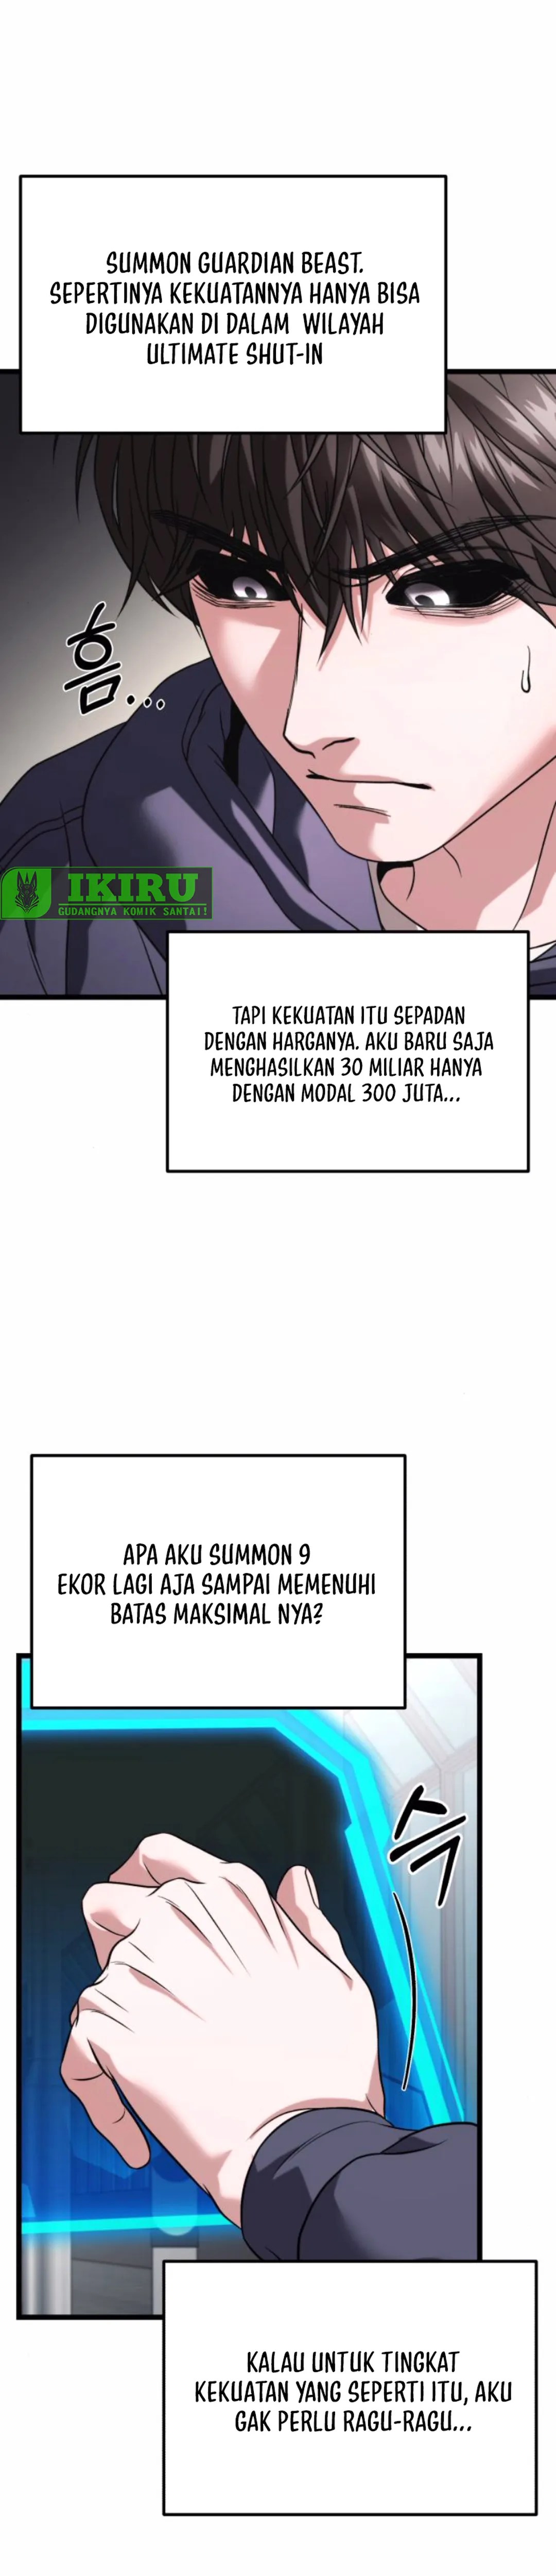 SUMMON GUARDIAN BEAST.
SEPERTINYA KEKUATANNYA HANYA BISA
DIGUNAKAN DI DALAM WILAYAH
ULTIMATE SHUT-IN
흠...
IKIRU
GUDANGNYA KOMIK SANTAI!
TAPI KEKUATAN ITU SEPADAN
DENGAN HARGANYA. AKU BARU SAJA
MENGHASILKAN 30 MILIAR HANYA
DENGAN MODAL 300 JUTA...
APA AKU SUMMON 9
EKOR LAGI AJA SAMPAI MEMENUHI
BATAS MAKSIMAL NYA?
스윽
KALAU UNTUK TINGKAT
KEKUATAN YANG SEPERTI ITU, AKU
GAK PERLU RAGU-RAGU...